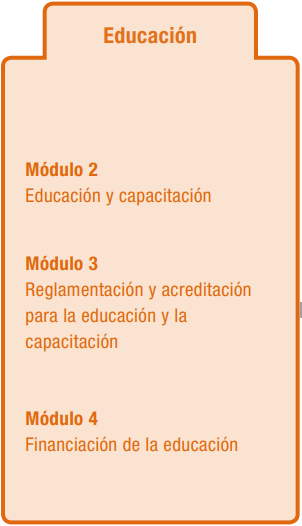 Educación
Módulo 2
Educación y capacitación
Módulo 3
Reglamentación y acreditación
para la educación y la
capacitación
Módulo 4
Financiación de la educación